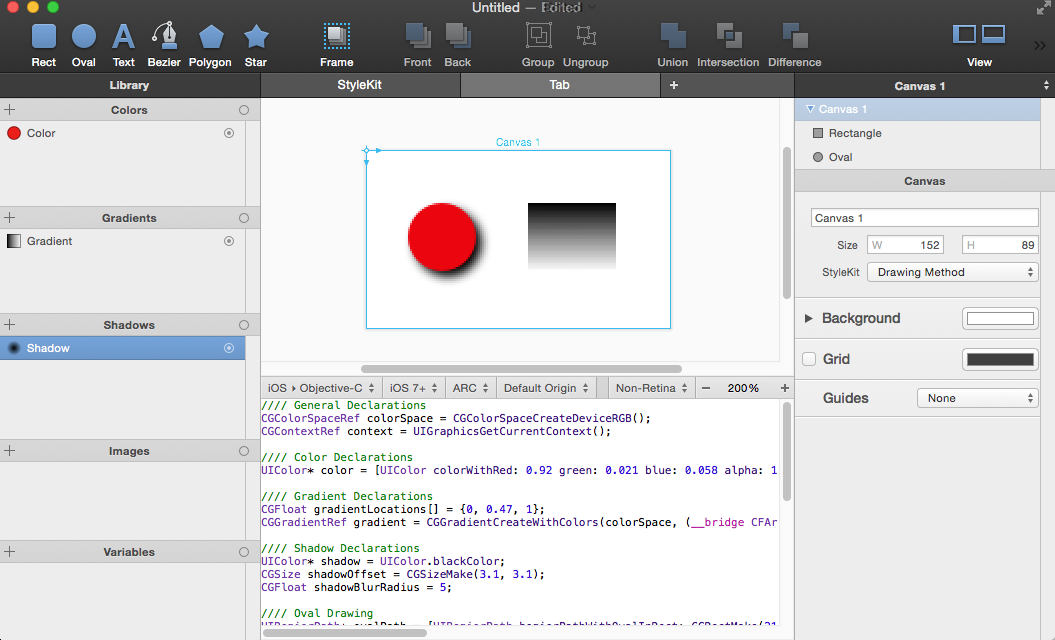 Untitled — Edited
Rect Oval Text Bezier Polygon Star Frame Front Back Group Ungroup Union Intersection Difference View
Library
StyleKit Tab +
Canvas 1
Colors
Color
Gradients
Gradient
Shadows
Shadow
Images
Variables
Canvas 1
iOS ▸ Objective-C iOS 7+ ARC Default Origin Non-Retina − 200% +
//// General Declarations
CGColorSpaceRef colorSpace = CGColorSpaceCreateDeviceRGB();
CGContextRef context = UIGraphicsGetCurrentContext();
//// Color Declarations
UIColor* color = [UIColor colorWithRed: 0.92 green: 0.021 blue: 0.058 alpha: 1
//// Gradient Declarations
CGFloat gradientLocations[] = {0, 0.47, 1};
CGGradientRef gradient = CGGradientCreateWithColors(colorSpace, (__bridge CFAr
//// Shadow Declarations
UIColor* shadow = UIColor.blackColor;
CGSize shadowOffset = CGSizeMake(3.1, 3.1);
CGFloat shadowBlurRadius = 5;
//// Oval Drawing
Canvas 1
Rectangle
Oval
Canvas
Canvas 1
Size W 152 H 89
StyleKit Drawing Method
Background
Grid
Guides None